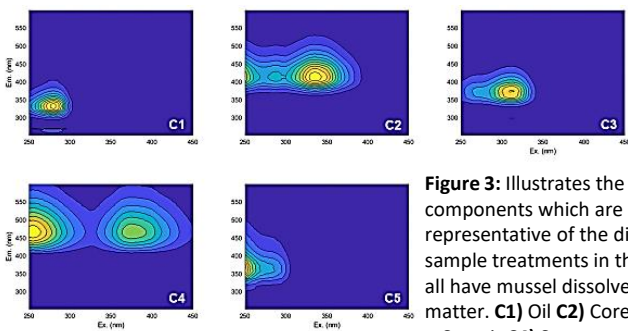 Em. (nm)
550
500
450
400
350
300
C1
250 300 350 400 450
550
500
450
400
350
300
C2
250 300 350 400 450
Em. (nm)
550
500
450
400
350
300
C3
250 300 350 400 450
Ex. (nm)
Em. (nm)
550
500
450
400
350
300
C4
250 300 350 400 450
Ex. (nm)
550
500
450
400
350
300
C5
250 300 350 400 450
Ex. (nm)
Figure 3: Illustrates the
components which are
representative of the di
sample treatments in th
all have mussel dissolve
matter. C1) Oil C2) Core